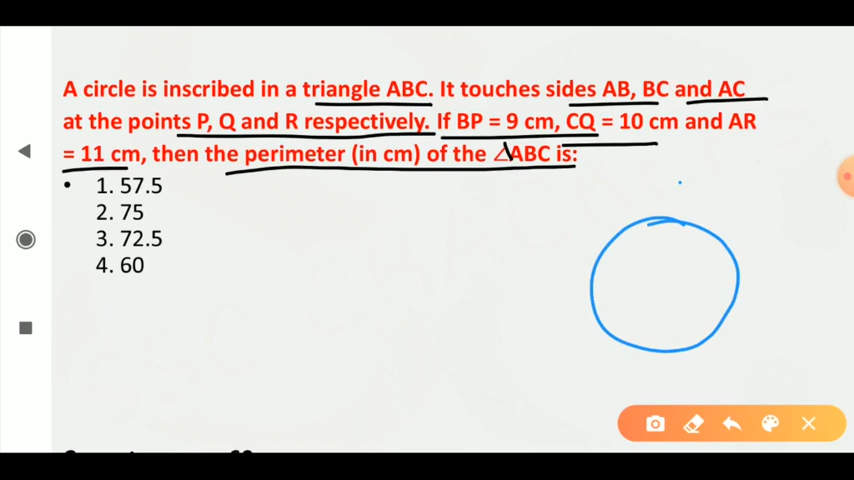 A circle is inscribed in a triangle ABC. It touches sides AB, BC and AC
at the points P, Q and R respectively. If BP = 9 cm, CQ = 10 cm and AR
= 11 cm, then the perimeter (in cm) of the ∠ABC is:
• 1. 57.5
2. 75
3. 72.5
4. 60